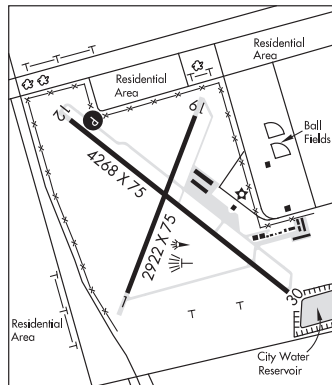 T T T
Residential
Area
T T
Residential
Area
12
P
19
4268 X 75
Ball
Fields
2922 X 75
1
T T
30
T
T
T
Residential
Area
City Water
Reservoir